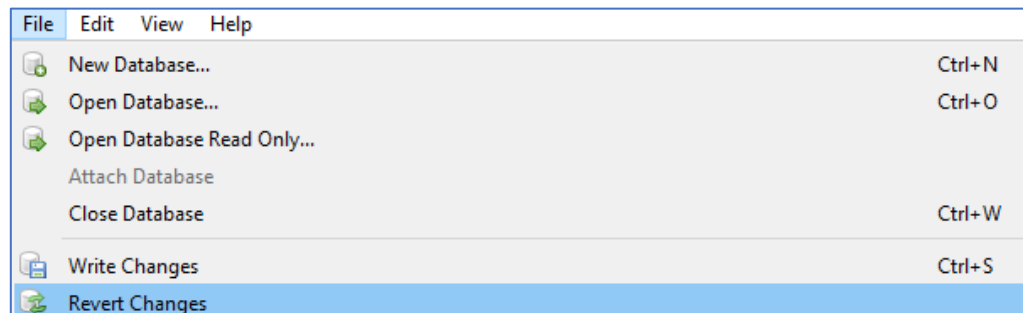 File Edit View Help
New Database... Ctrl+N
Open Database... Ctrl+O
Open Database Read Only...
Attach Database
Close Database Ctrl+W
Write Changes Ctrl+S
Revert Changes